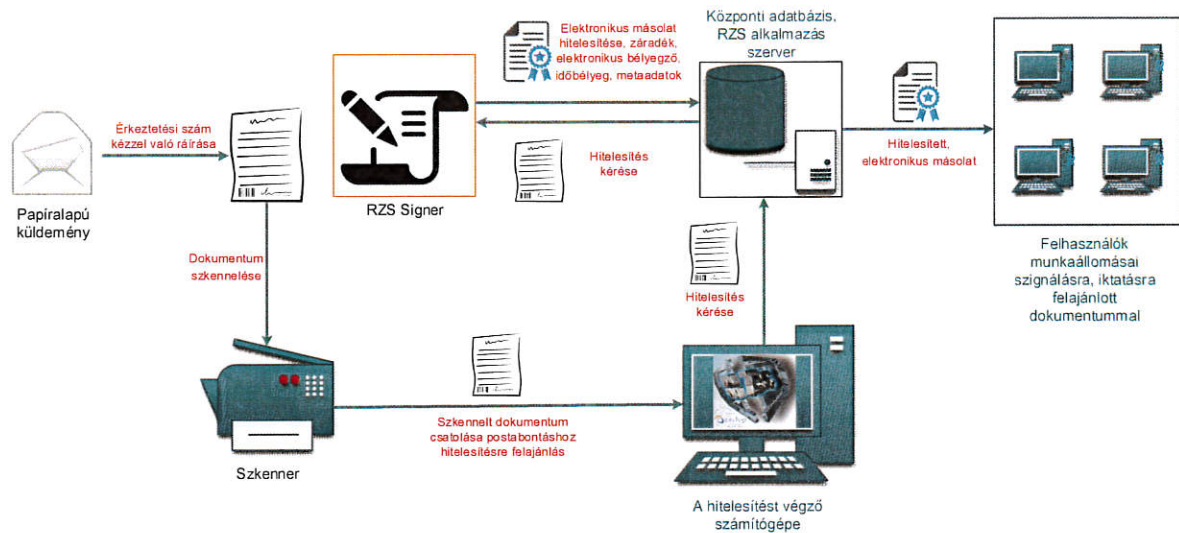 Elektronikus másolat
hitelesítése, záradék,
elektronikus bélyegző,
időbélyeg, metaadatok
Központi adatbázis,
RZS alkalmazás
szerver
Érkeztetési szám
kézzel való ráírása
Hitelesítés
kérése
Hitelesített,
elektronikus másolat
Papíralapú
küldemény
RZS Signer
Felhasználók
munkaállomásai
szignálásra, iktatásra
felajánlott
dokumentummal
Dokumentum
szkennelése
Hitelesítés
kérése
Szkennelt dokumentum
csatolása postabontáshoz
hitelesítésre felajánlás
Szkenner
A hitelesítést végző
számítógépe